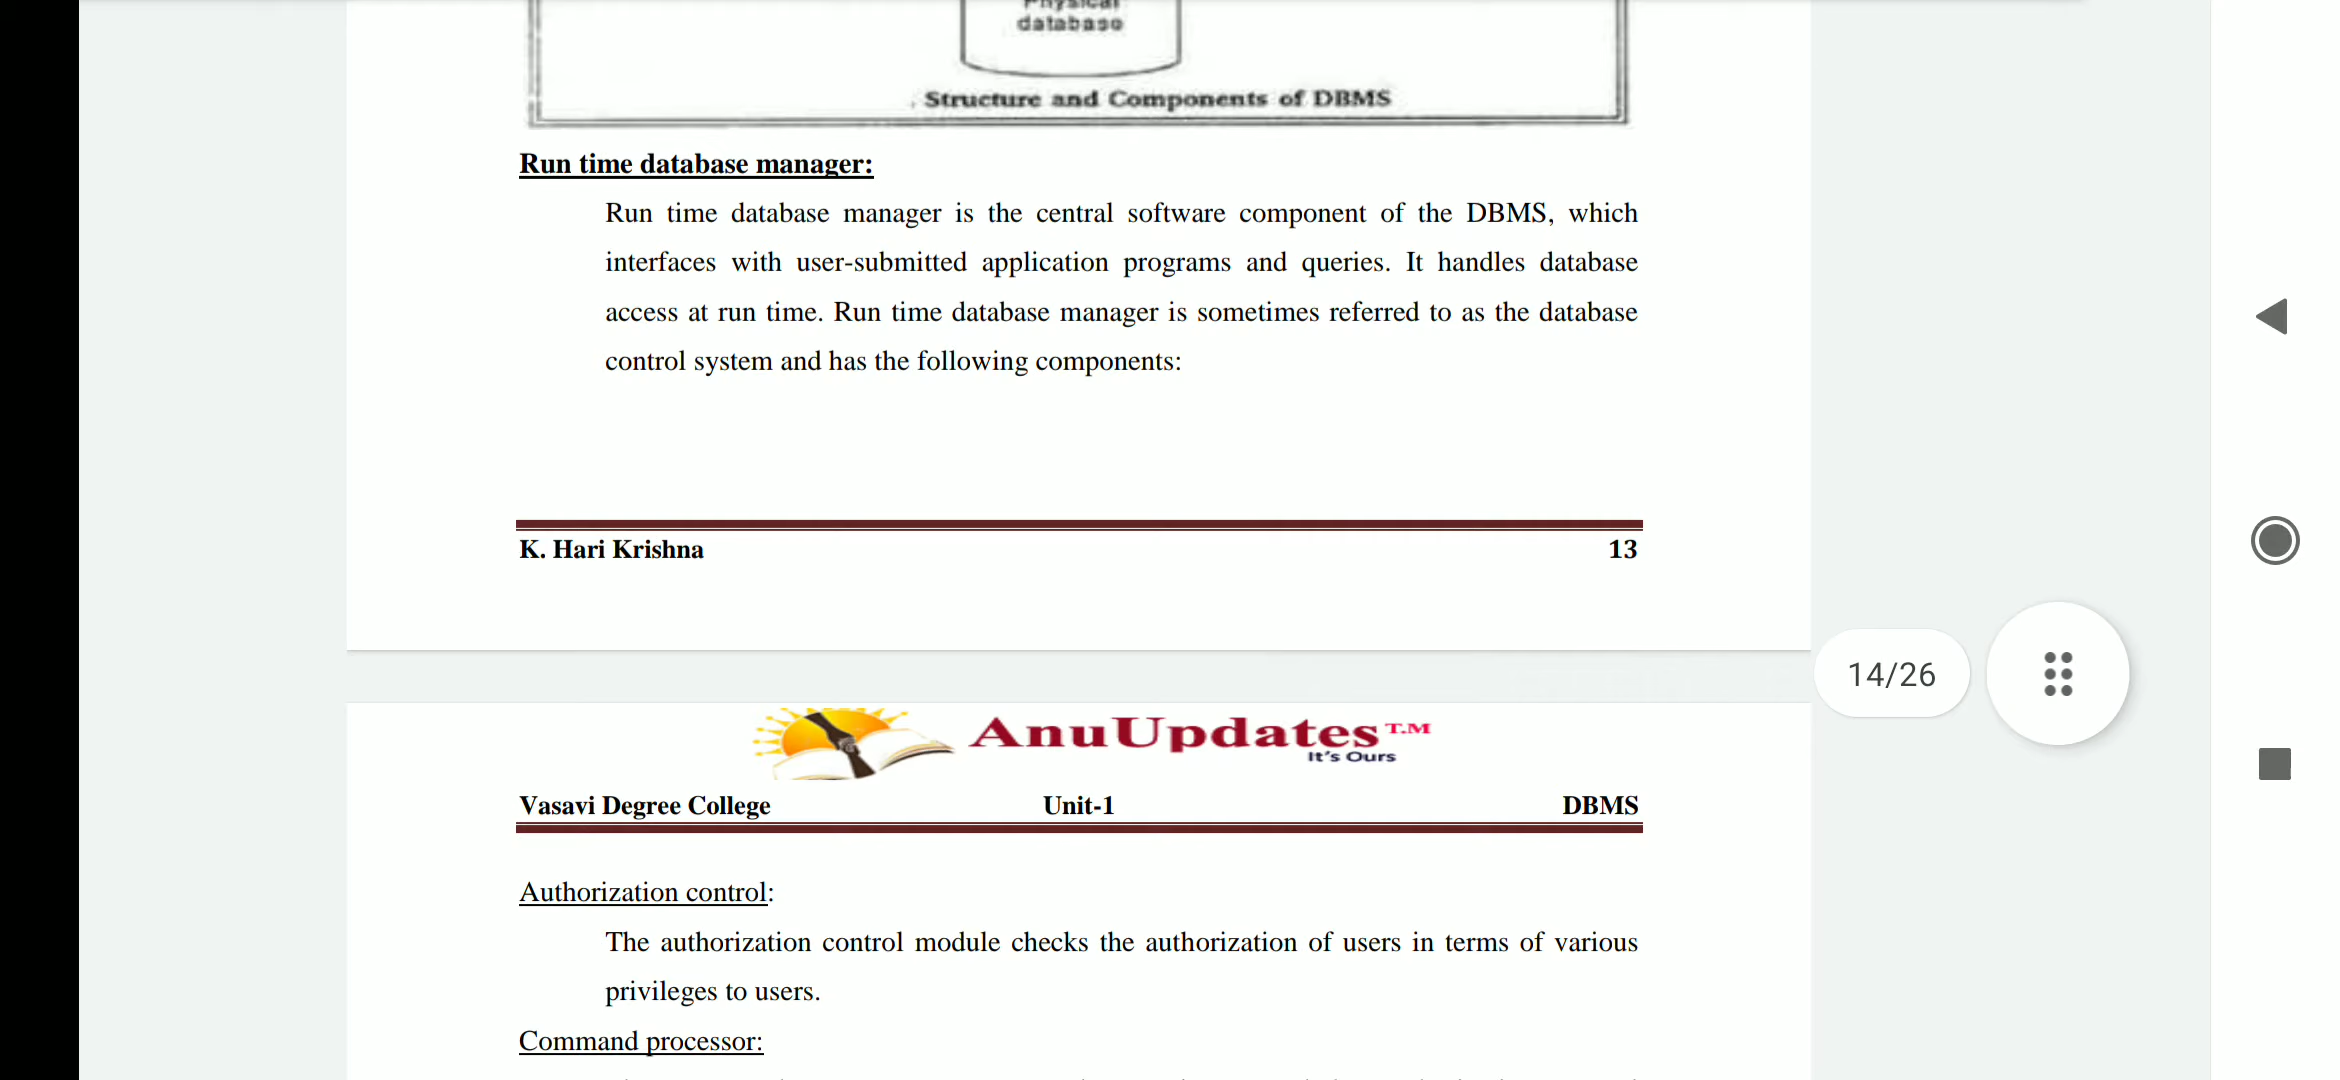 Physical
database
Structure and Components of DBMS
Run time database manager:
Run time database manager is the central software component of the DBMS, which
interfaces with user-submitted application programs and queries. It handles database
access at run time. Run time database manager is sometimes referred to as the database
control system and has the following components:
K. Hari Krishna 13
14/26
AnuUpdates T.M
It's Ours
Vasavi Degree College Unit-1 DBMS
Authorization control:
The authorization control module checks the authorization of users in terms of various
privileges to users.
Command processor: